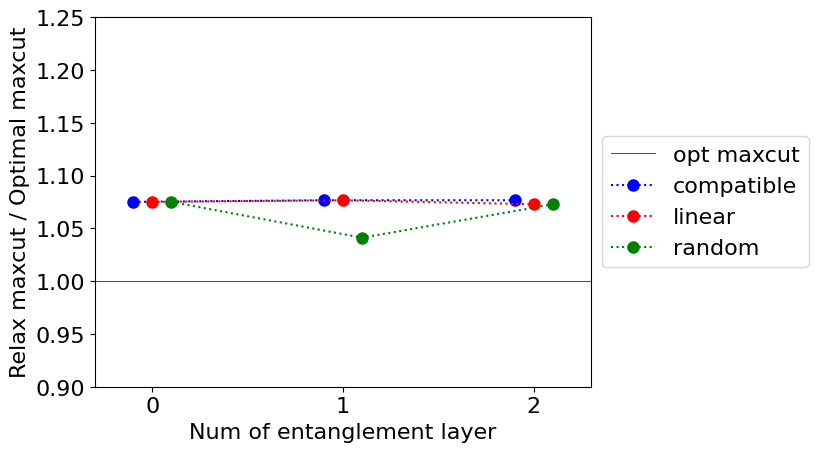 Relax maxcut / Optimal maxcut
1.25
1.20
1.15
1.10
1.05
1.00
0.95
0.90
0
1
2
Num of entanglement layer
opt maxcut
compatible
linear
random